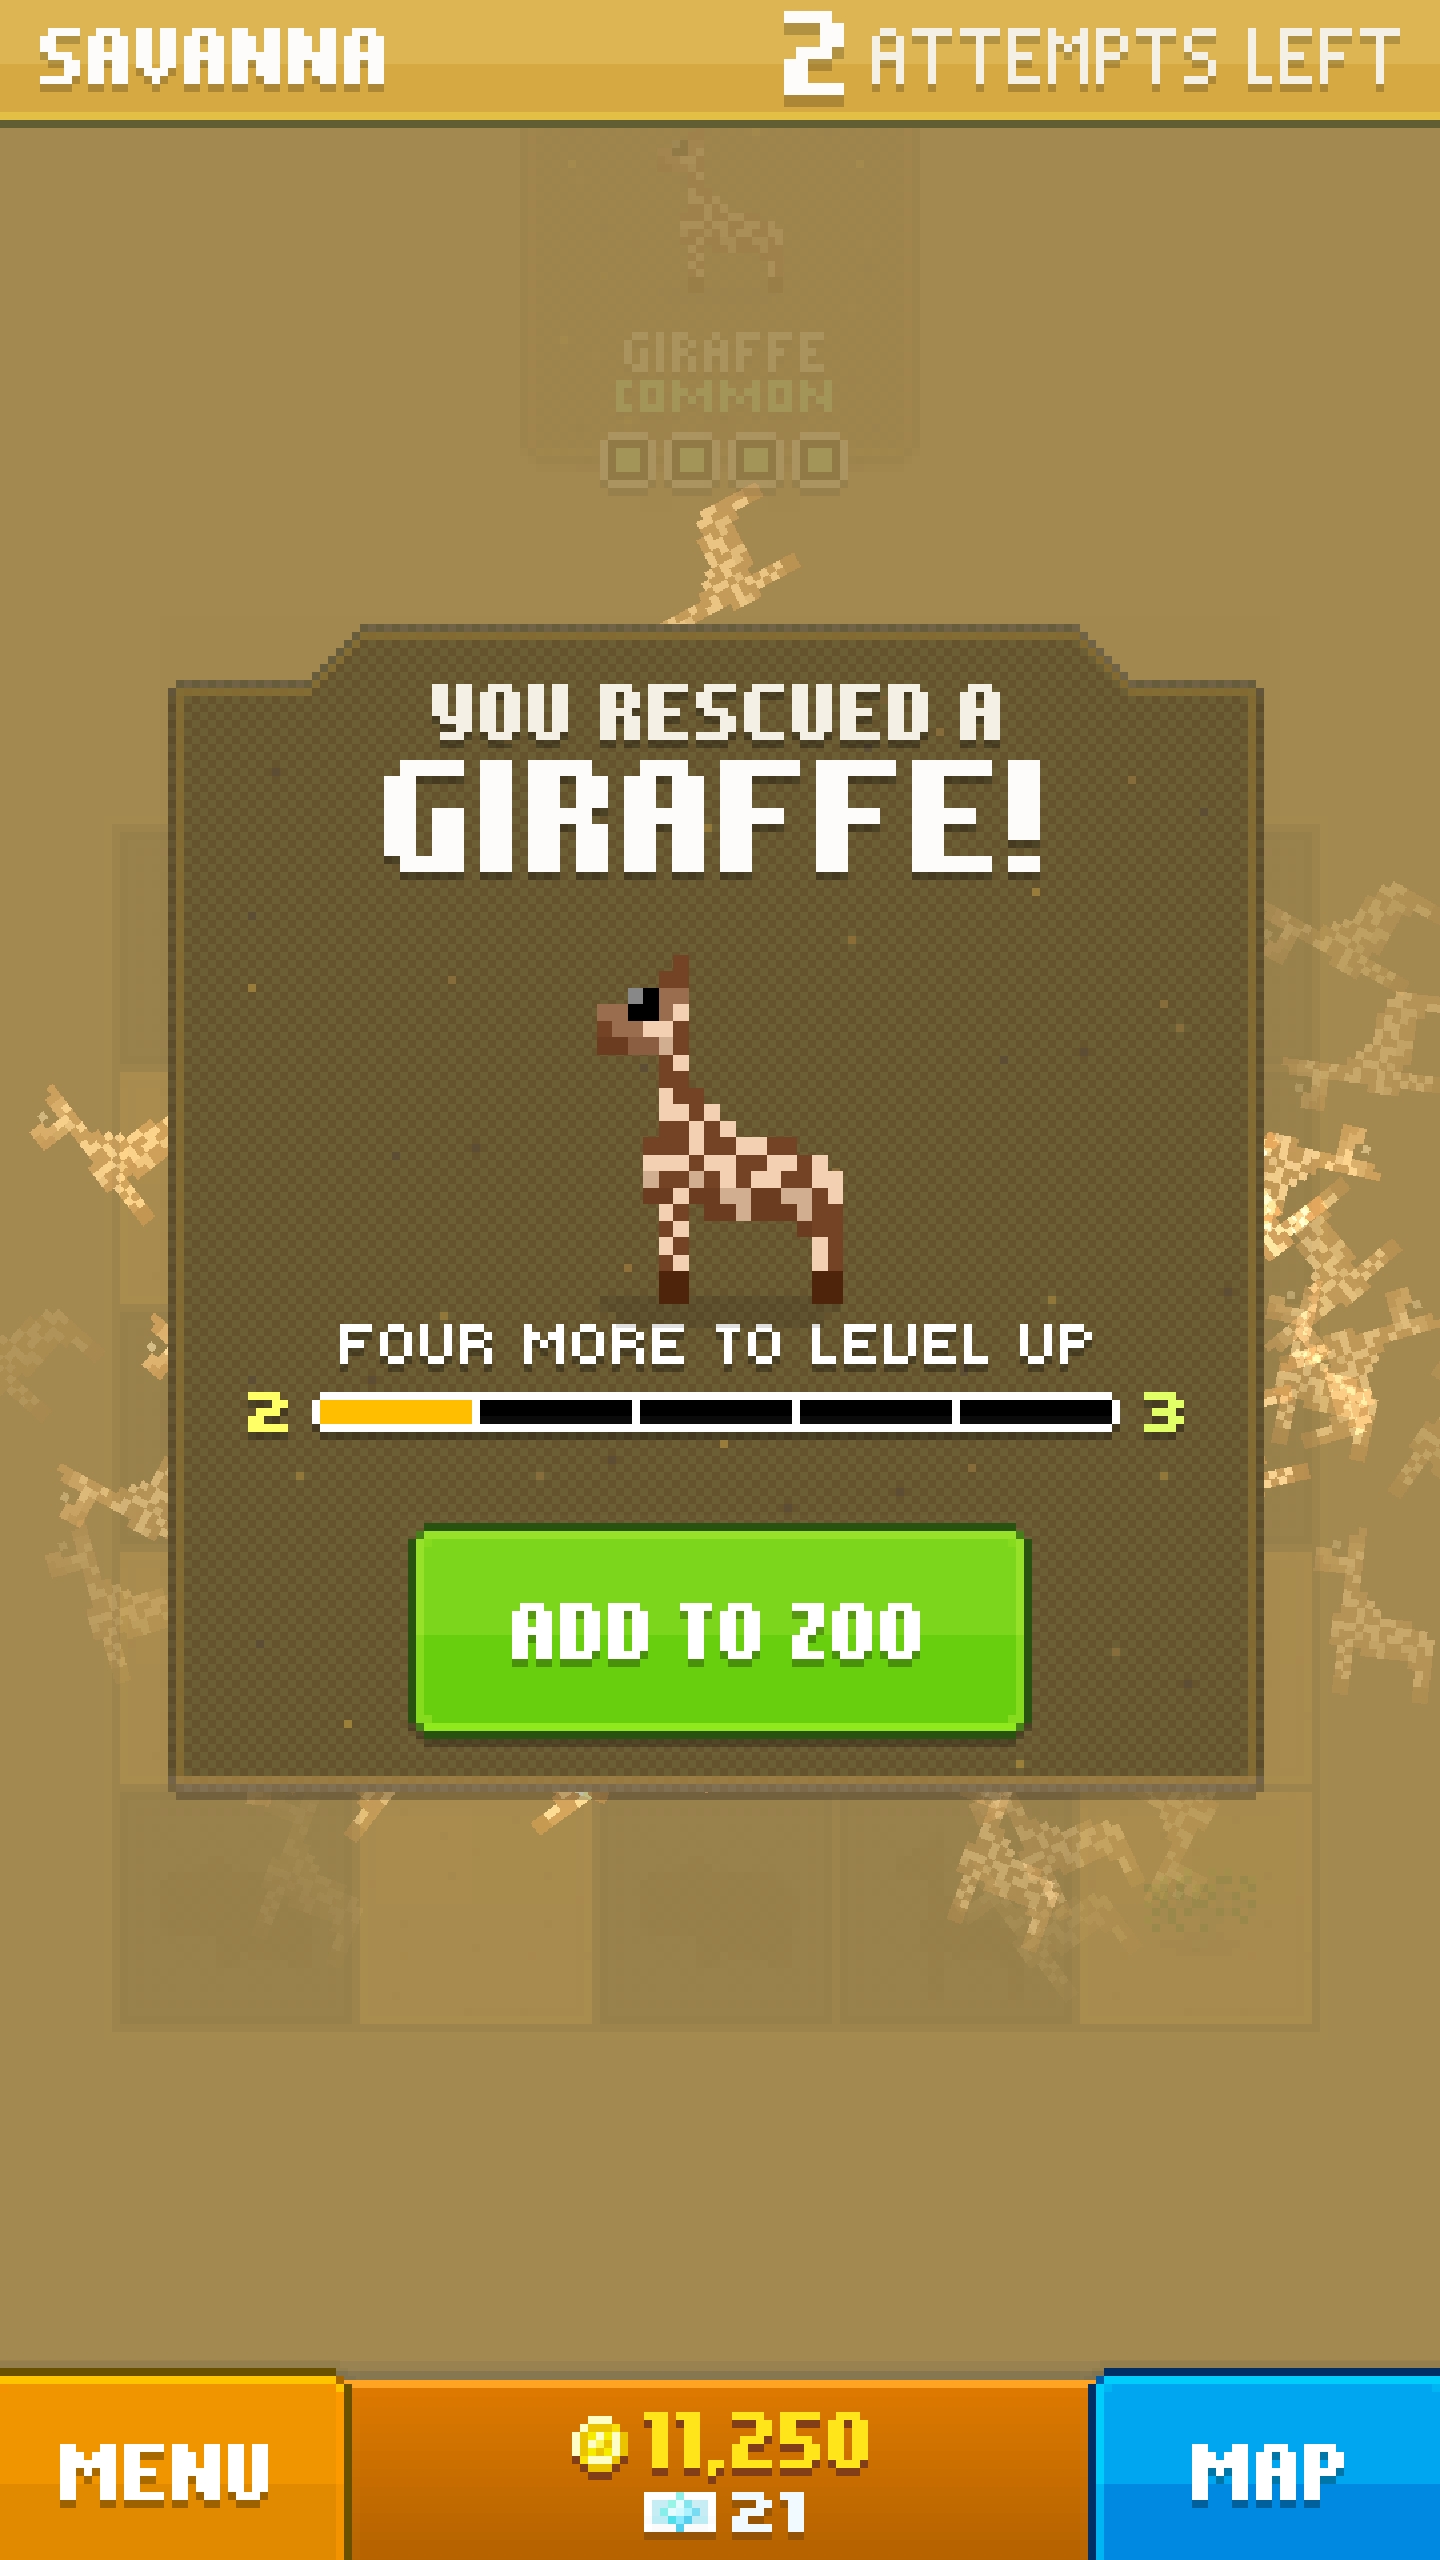 SAVANNA
2 ATTEMPTS LEFT
GIRAFFE
COMMON
YOU RESCUED A
GIRAFFE!
FOUR MORE TO LEVEL UP
2 3
ADD TO ZOO
MENU
11,250
21
MAP